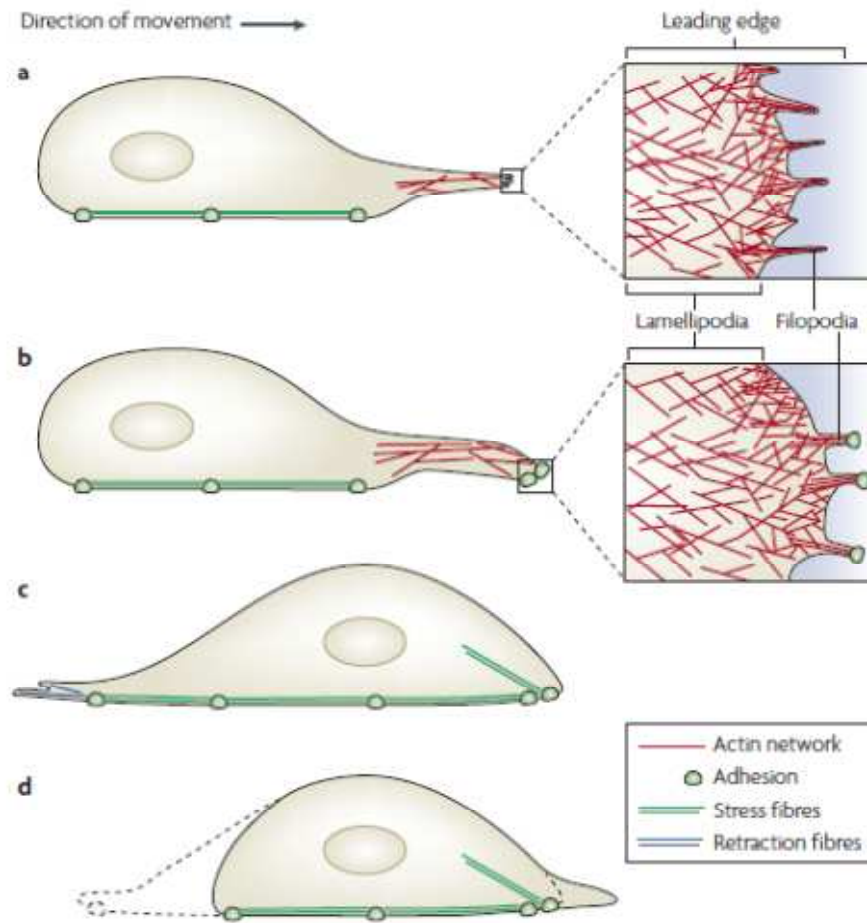 Direction of movement
Leading edge
a
Lamellipodia
Filopodia
b
c
Actin network
Adhesion
Stress fibres
Retraction fibres
d